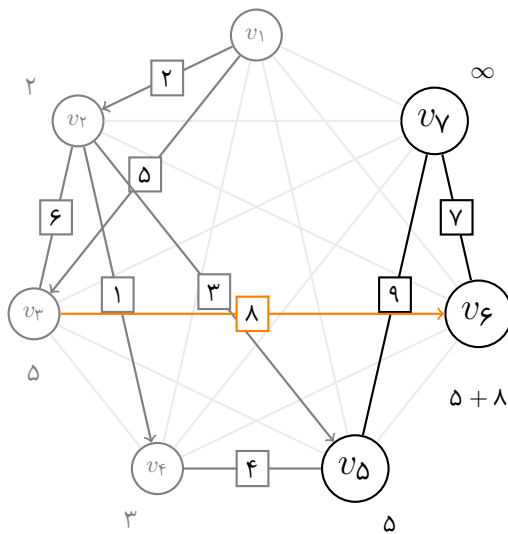 v۱
۲
∞
۲
v۲
v۷
۵
۶
۷
۱
۳
۹
v۳
۸
v۶
۵
۵ + ۸
v۴
۴
v۵
۳
۵